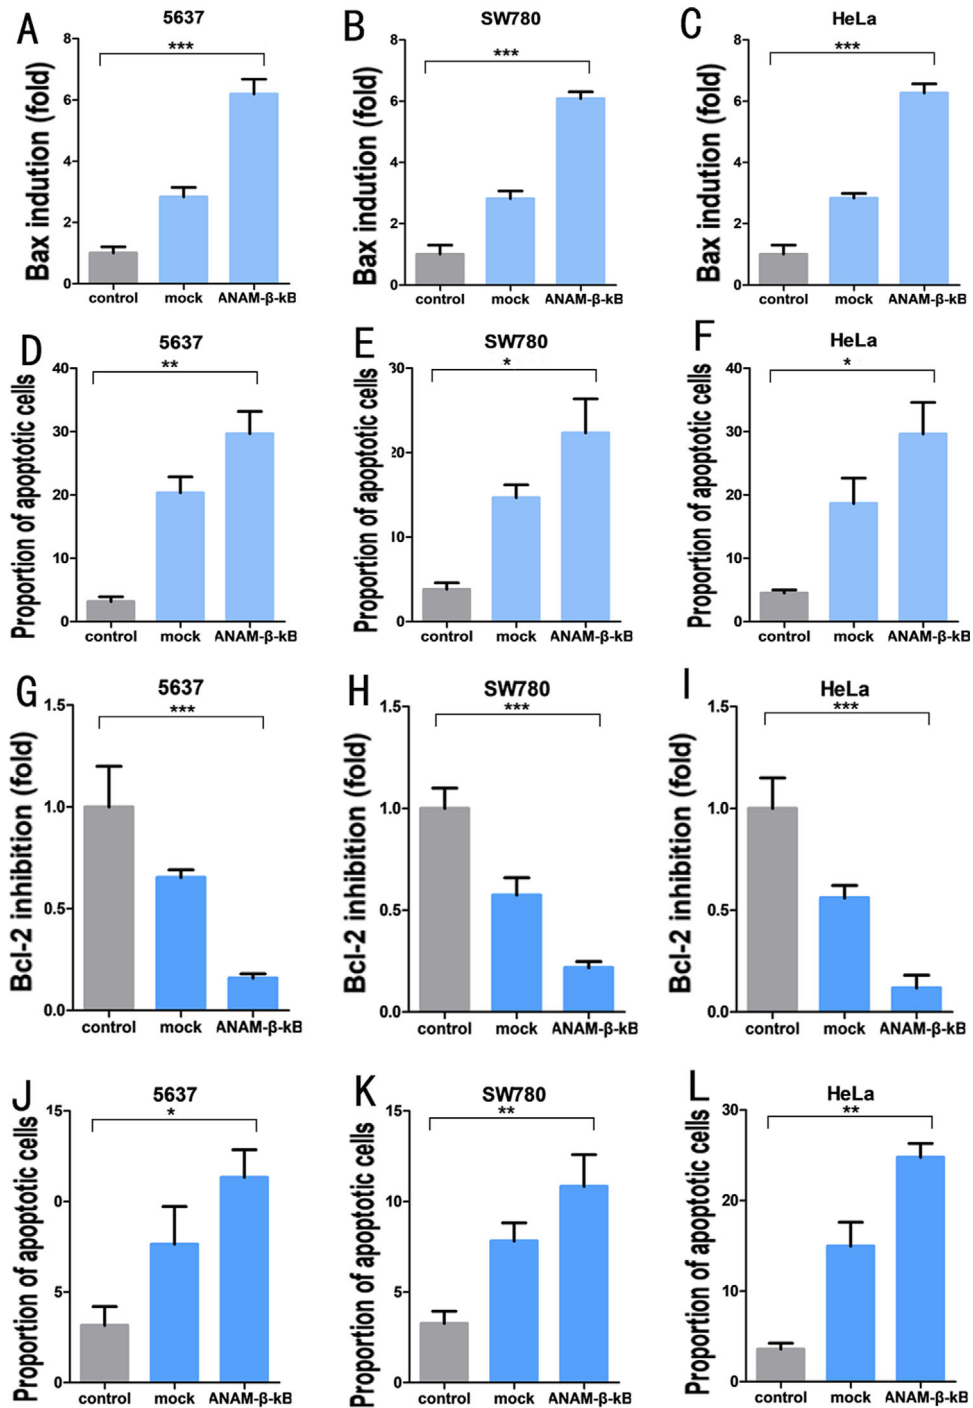 A
5637
***
Bax indution (fold)
8
6
4
2
0
control mock ANAM-β-kB
B
SW780
***
Bax indution (fold)
8
6
4
2
0
control mock ANAM-β-kB
C
HeLa
***
Bax indution (fold)
8
6
4
2
0
control mock ANAM-β-kB
D
5637
**
Proportion of apoptotic cells
40
30
20
10
0
control mock ANAM-β-kB
E
SW780
*
Proportion of apoptotic cells
30
20
10
0
control mock ANAM-β-kB
F
HeLa
*
Proportion of apoptotic cells
40
30
20
10
0
control mock ANAM-β-kB
G
5637
***
Bcl-2 inhibition (fold)
1.5
1.0
0.5
0.0
control mock ANAM-β-kB
H
SW780
***
Bcl-2 inhibition (fold)
1.5
1.0
0.5
0.0
control mock ANAM-β-kB
I
HeLa
***
Bcl-2 inhibition (fold)
1.5
1.0
0.5
0.0
control mock ANAM-β-kB
J
5637
*
Proportion of apoptotic cells
15
0
5
0
control mock ANAM-β-kB
K
SW780
**
Proportion of apoptotic cells
15
10
5
0
control mock ANAM-β-kB
L
HeLa
**
Proportion of apoptotic cells
30
20
10
0
control mock ANAM-β-kB